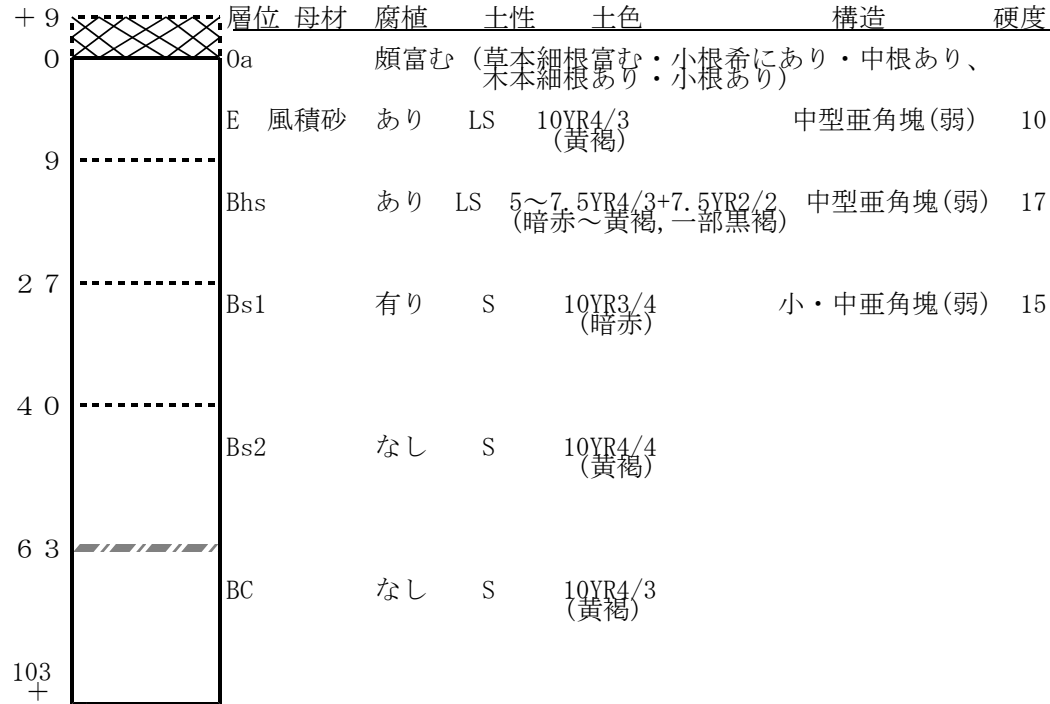 ＋９ 層位 母材 腐植 土性 土色 構造 硬度
０ Oa 頗富む（草本細根富む・小根希にあり・中根あり、
木本細根あり・小根あり）
E 風積砂 あり LS 10YR4/3 中型亜角塊(弱) 10
(黄褐)
９
Bhs あり LS 5～7.5YR4/3+7.5YR2/2 中型亜角塊(弱) 17
(暗赤～黄褐,一部黒褐)
２７
Bs1 有り S 10YR3/4 小・中亜角塊(弱) 15
(暗赤)
４０
Bs2 なし S 10YR4/4
(黄褐)
６３
BC なし S 10YR4/3
(黄褐)
103
＋